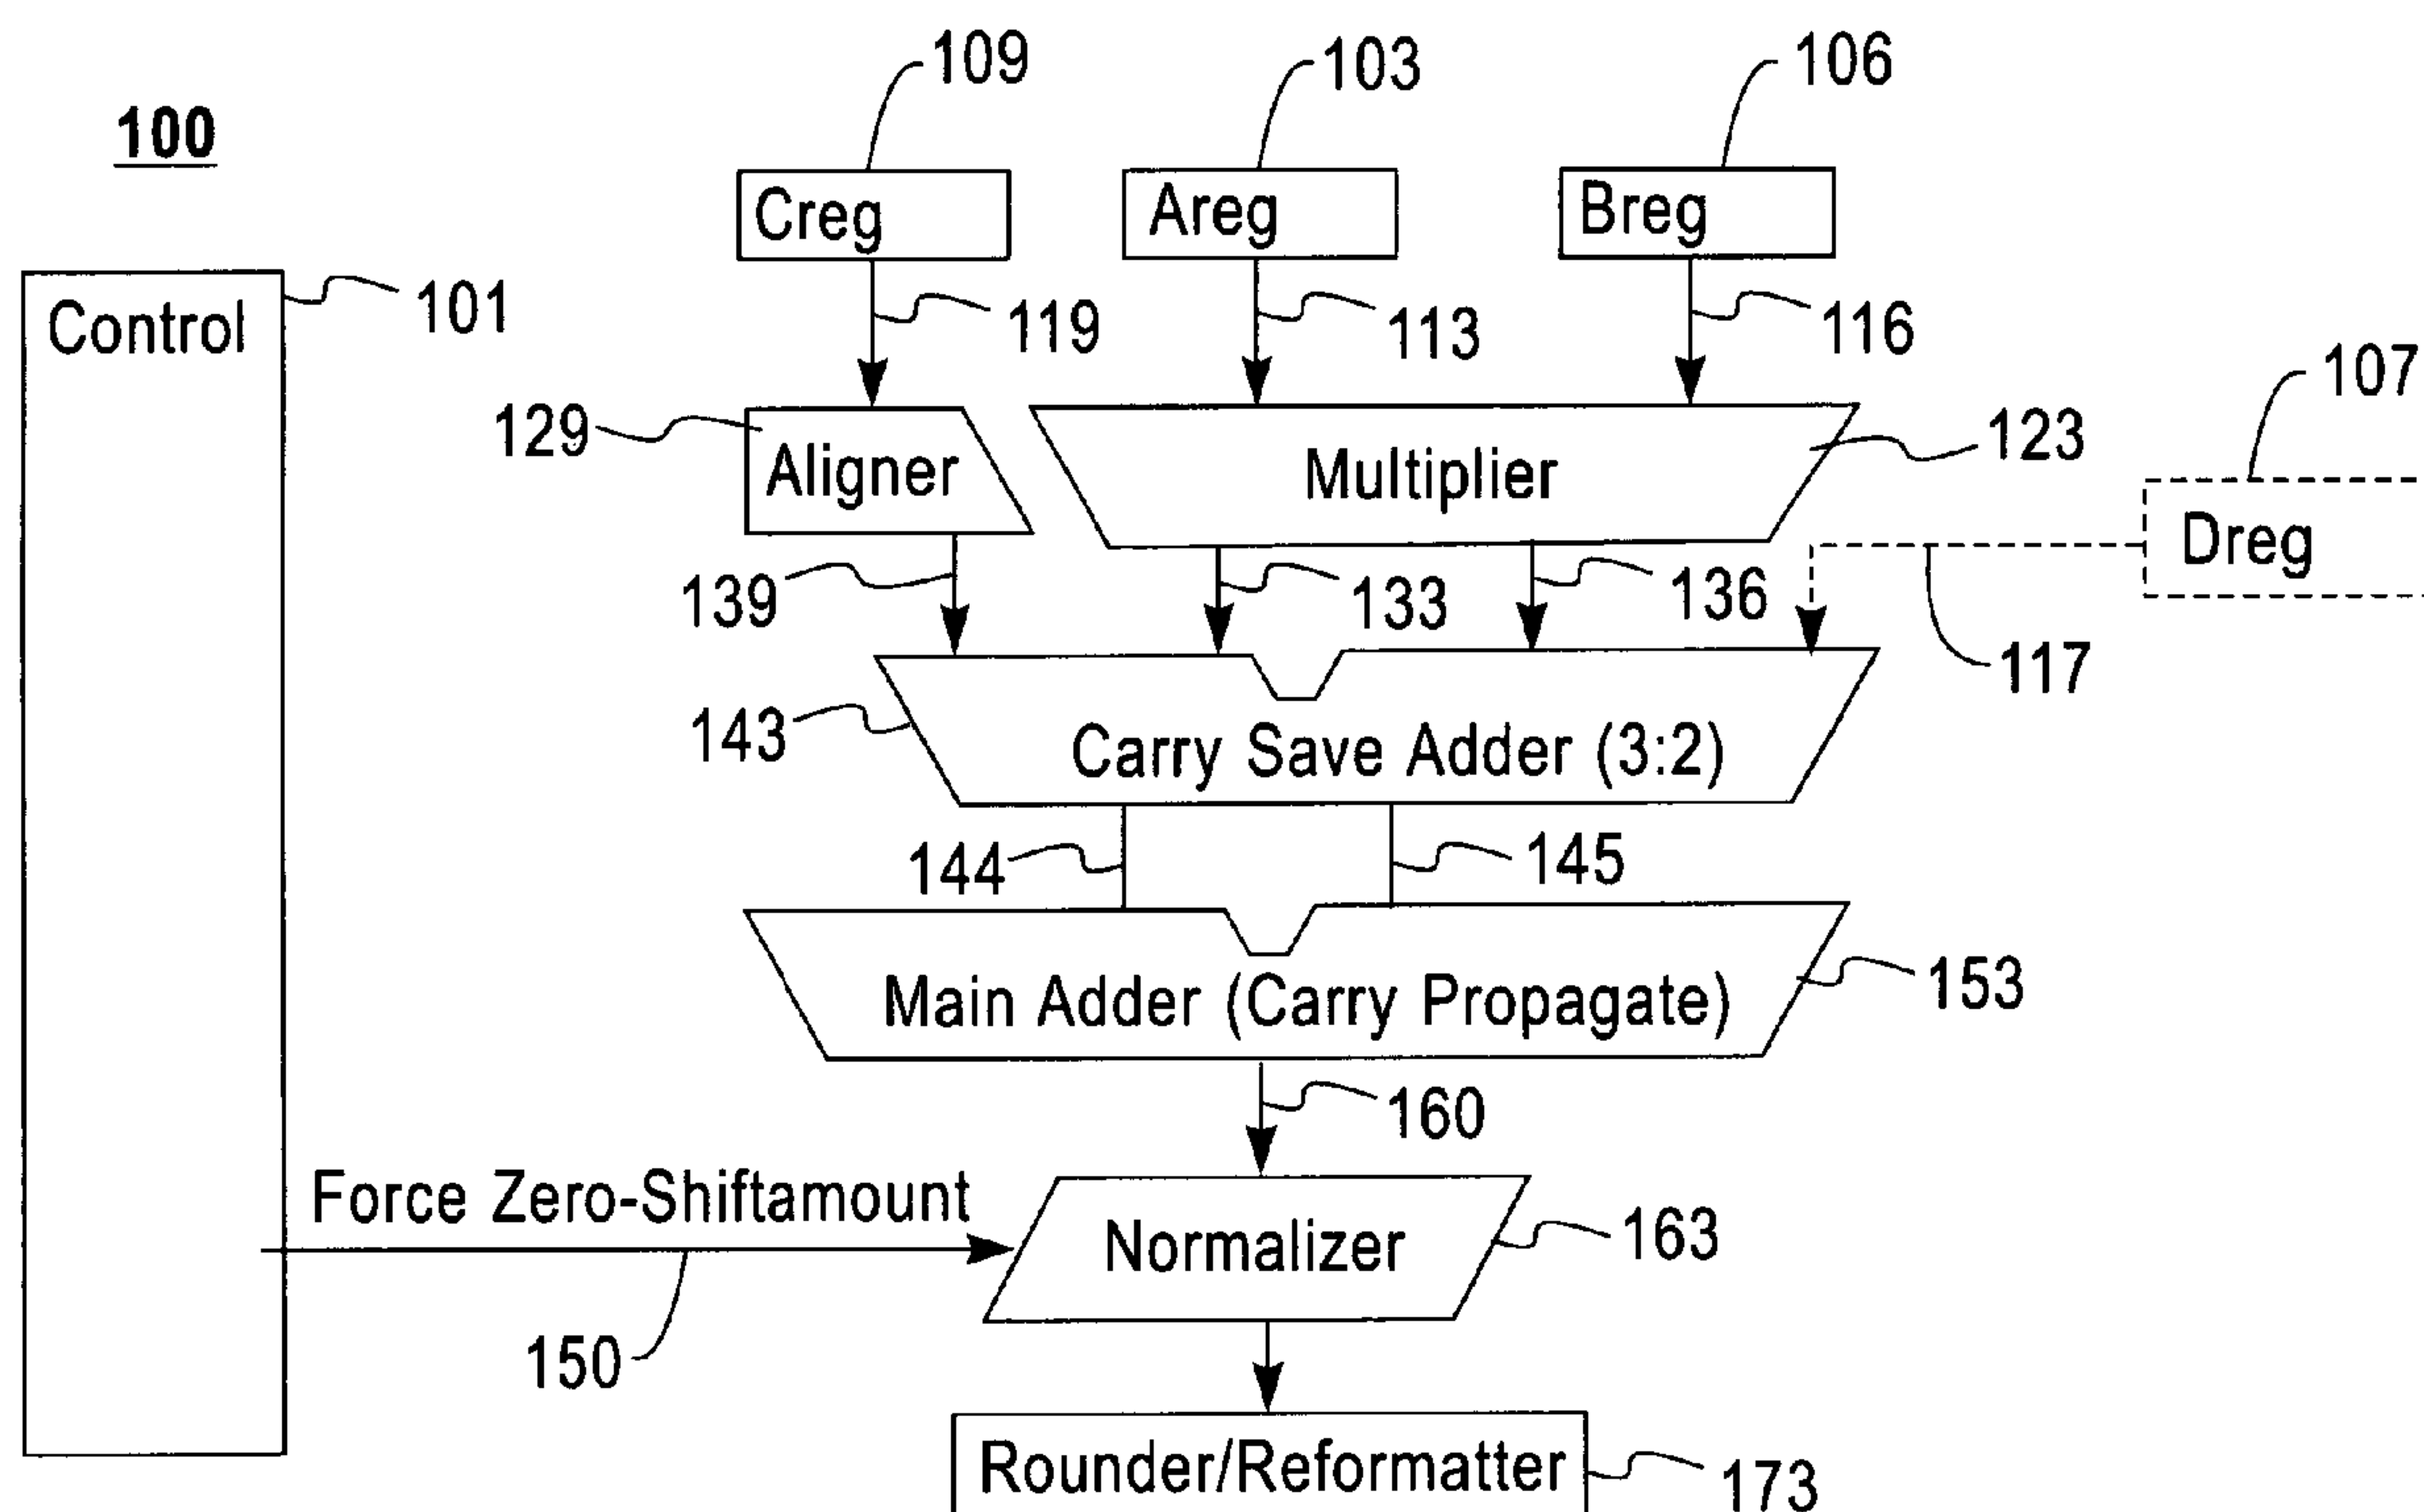 109
103
106
100
Creg
Areg
Breg
Control
101
119
113
116
107
129
Aligner
Multiplier
123
Dreg
139
133
136
117
143
Carry Save Adder (3:2)
144
145
Main Adder (Carry Propagate)
153
160
Force Zero-Shiftamount
Normalizer
163
150
Rounder/Reformatter
173